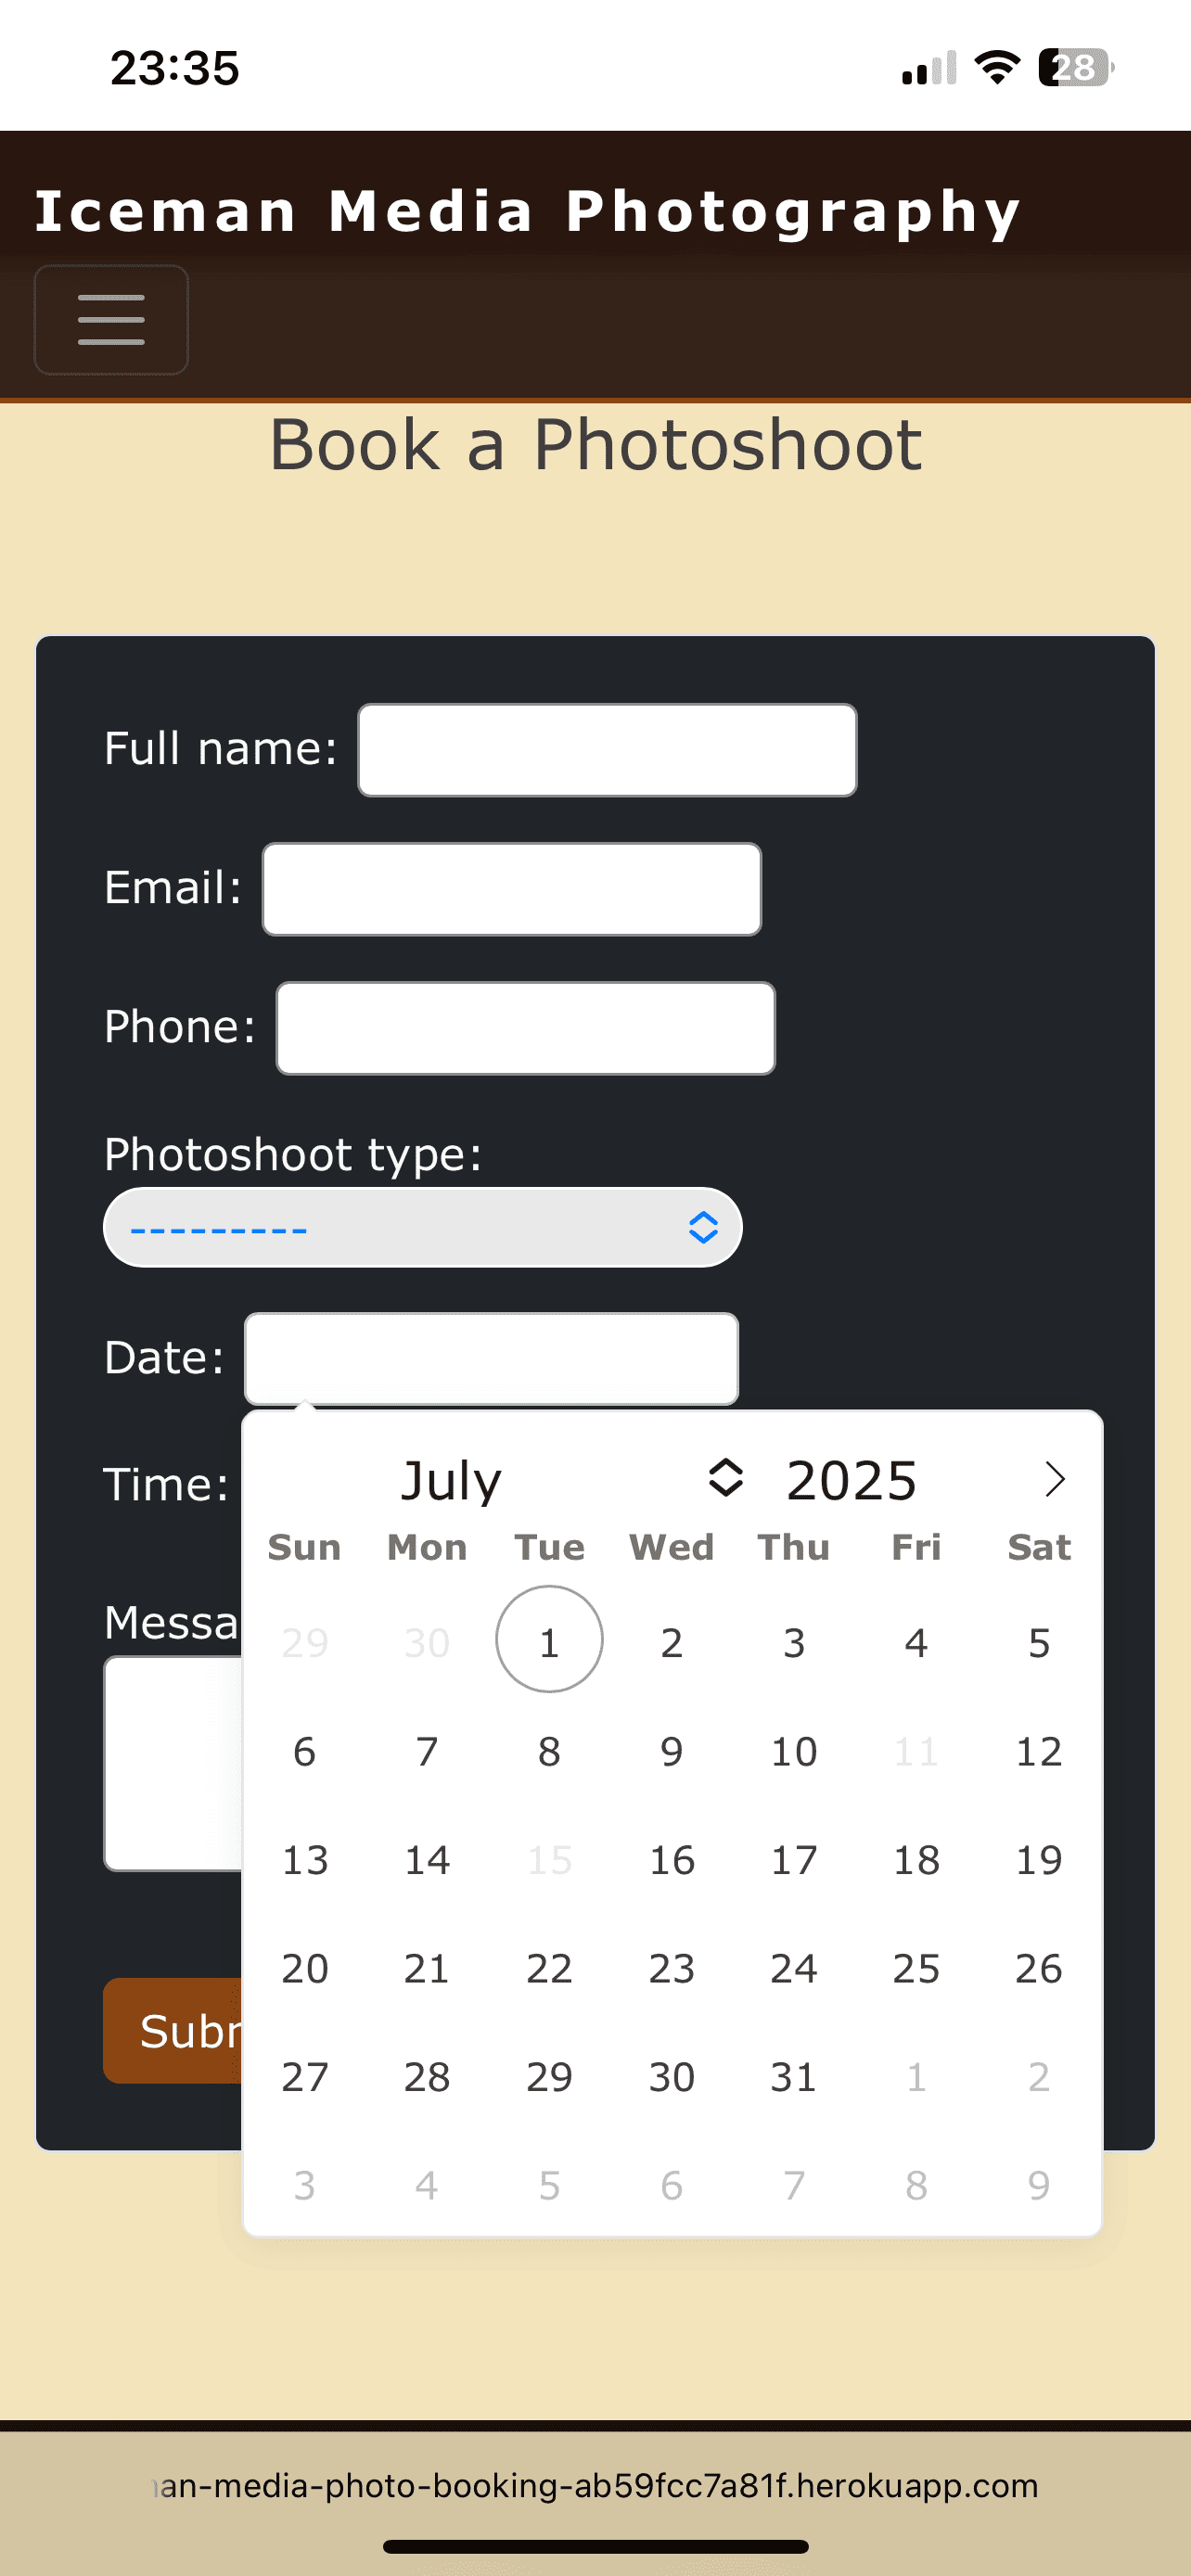 23:35
28
Iceman Media Photography
Book a Photoshoot
Full name:
Email:
Phone:
Photoshoot type:
---------
Date:
July 2025
Time:
Sun Mon Tue Wed Thu Fri Sat
Messa
29 30 1 2 3 4 5
6 7 8 9 10 11 12
13 14 15 16 17 18 19
20 21 22 23 24 25 26
Subm
27 28 29 30 31 1 2
3 4 5 6 7 8 9
an-media-photo-booking-ab59fcc7a81f.herokuapp.com